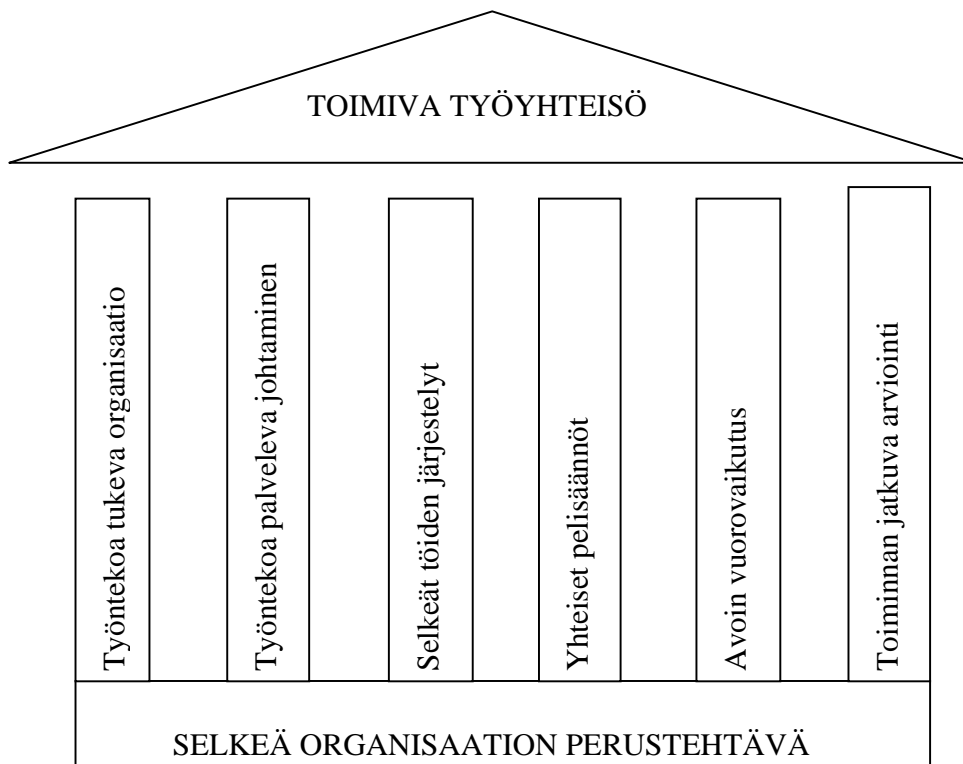 TOIMIVA TYÖYHTEISÖ
Työntekoa tukeva organisaatio
Työntekoa palveleva johtaminen
Selkeät töiden järjestelyt
Yhteiset pelisäännöt
Avoin vuorovaikutus
Toiminnan jatkuva arviointi
SELKEÄ ORGANISAATION PERUSTEHTÄVÄ